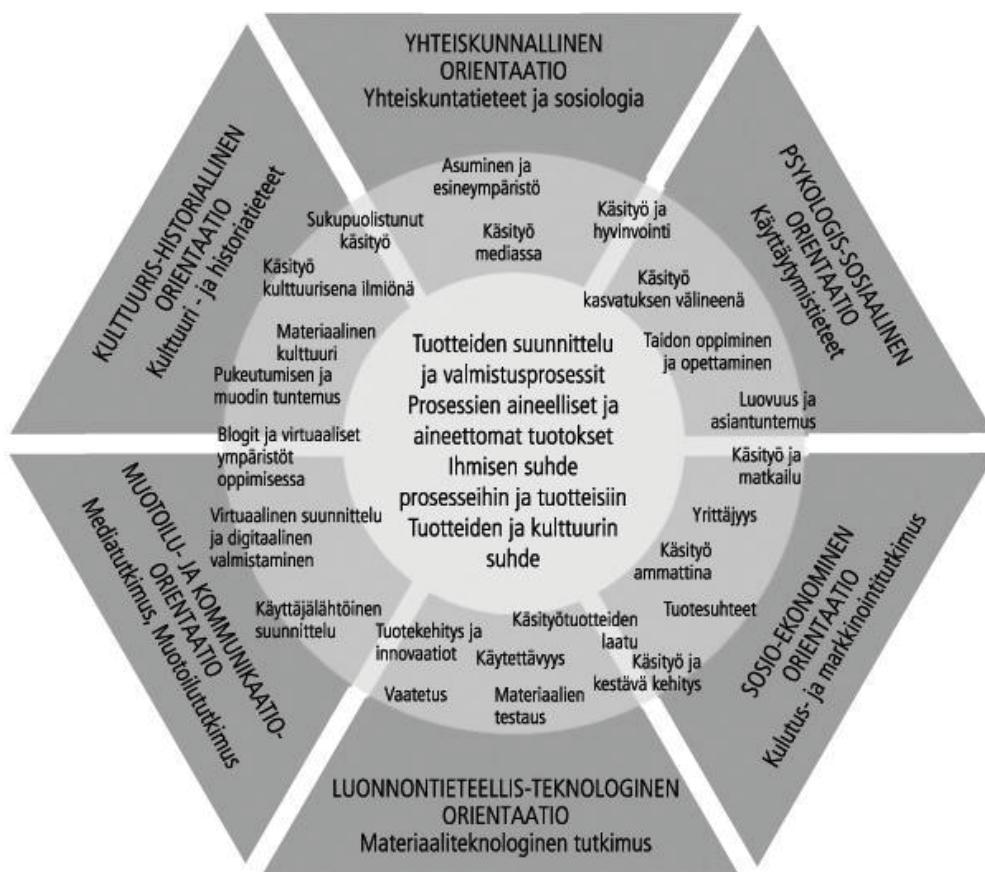 YHTEISKUNNALLINEN
ORIENTAATIO
Yhteiskuntatieteet ja sosiologia
KULTTUURIS-HISTORIALLINEN
ORIENTAATIO
Kulttuuri - ja historiatieteet
PSYKOLOGIS-SOSIAALINEN
ORIENTAATIO
Käyttäytymistieteet
Asuminen ja
esineympäristö
Käsityö
mediassa
Käsityö ja
hyvinvointi
Sukupuolistunut
käsityö
Käsityö
kulttuurisena ilmiönä
Materiaalinen
kulttuuri
Pukeutumisen ja
muodin tuntemus
Käsityö
kasvatuksen välineenä
Taidon oppiminen
ja opettaminen
Luovuus ja
asiantuntemus
Tuotteiden suunnittelu
ja valmistusprosessit
Prosessien aineelliset ja
aineettomat tuotokset
Ihmisen suhde
prosesseihin ja tuotteisiin
Tuotteiden ja kulttuurin
suhde
Blogit ja virtuaaliset
ympäristöt
oppimisessa
Virtuaalinen suunnittelu
ja digitaalinen
valmistaminen
Käyttäjälähtöinen
suunnittelu
Käsityö ja
matkailu
Yrittäjyys
Käsityö
ammattina
Tuotesuhteet
Käsityö ja
kestävä kehitys
Käsityötuotteiden
laatu
Tuotekehitys ja
innovaatiot
Käytettävyys
Vaatetus
Materiaalien
testaus
MUOTOILU- JA KOMMUNIKAATIO-
ORIENTAATIO
Mediatutkimus, Muotoilututkimus
SOSIO-EKONOMINEN
ORIENTAATIO
Kulutus- ja markkinointitutkimus
LUONNONTIETEELLIS-TEKNOLOGINEN
ORIENTAATIO
Materiaaliteknologinen tutkimus